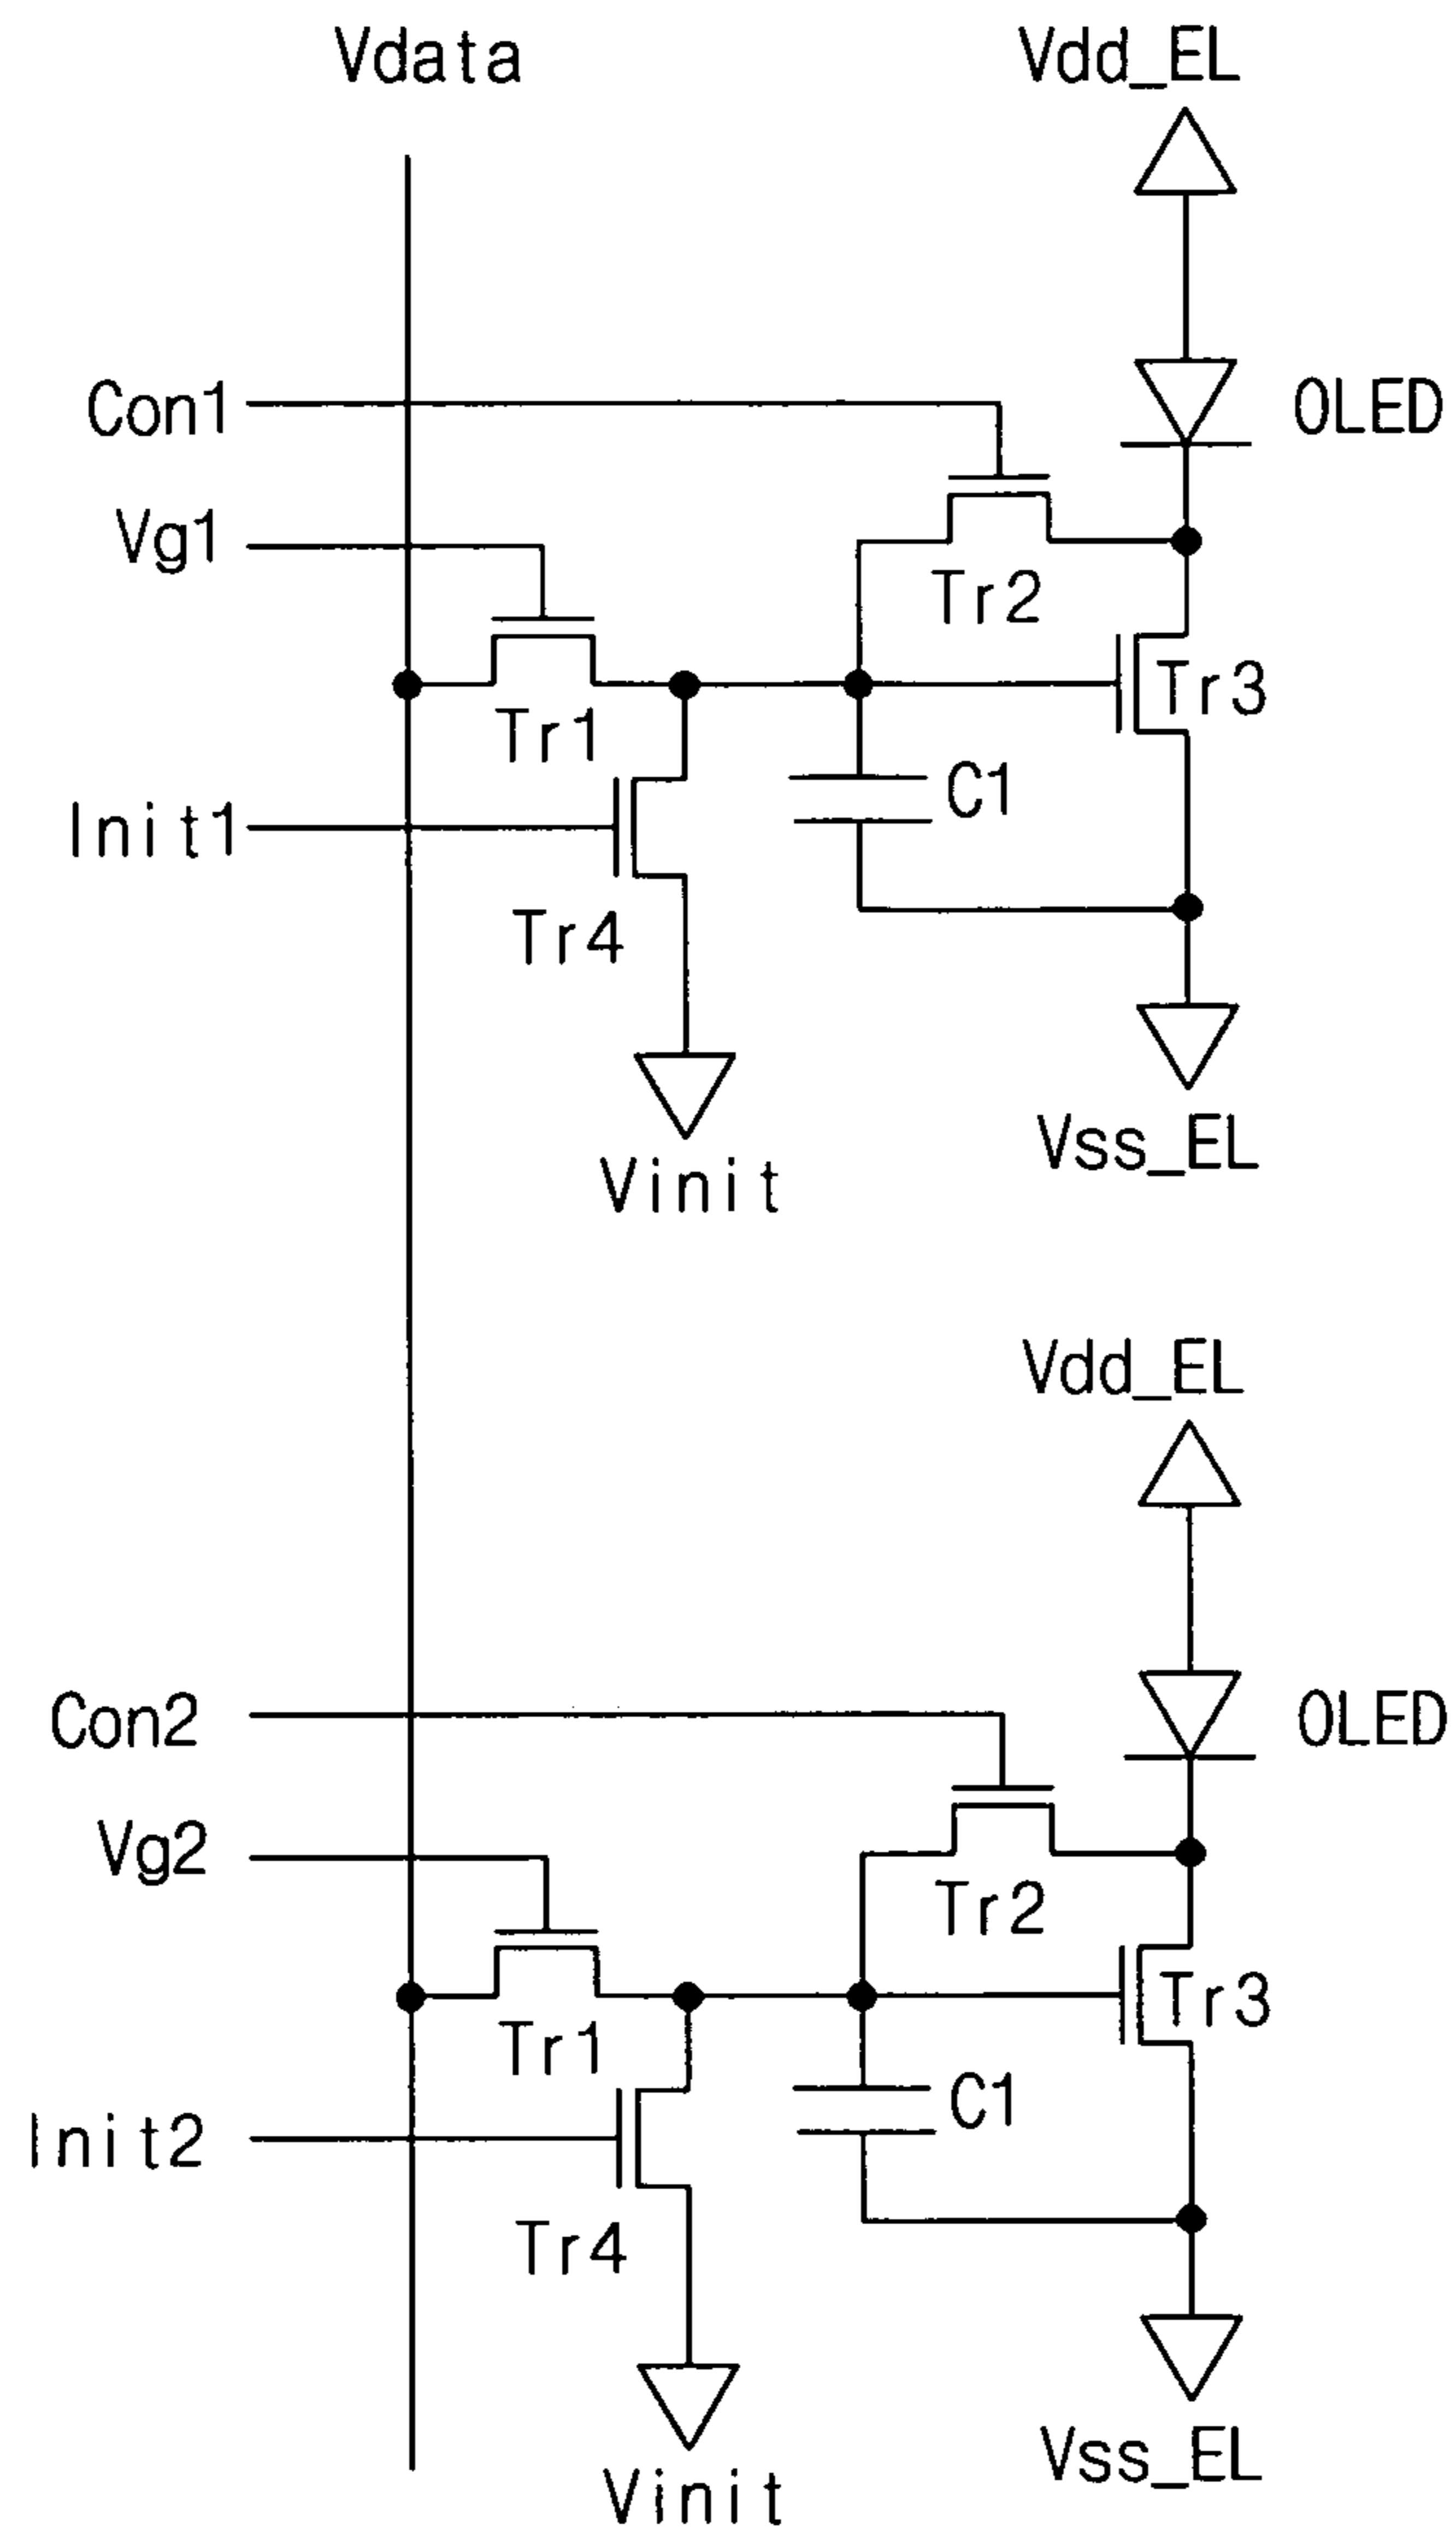 Vdata
Vdd_EL
Con1
OLED
Vg1
Tr2
Tr3
Tr1
C1
Init1
Tr4
Vss_EL
Vinit
Vdd_EL
Con2
OLED
Vg2
Tr2
Tr3
Tr1
C1
Init2
Tr4
Vss_EL
Vinit